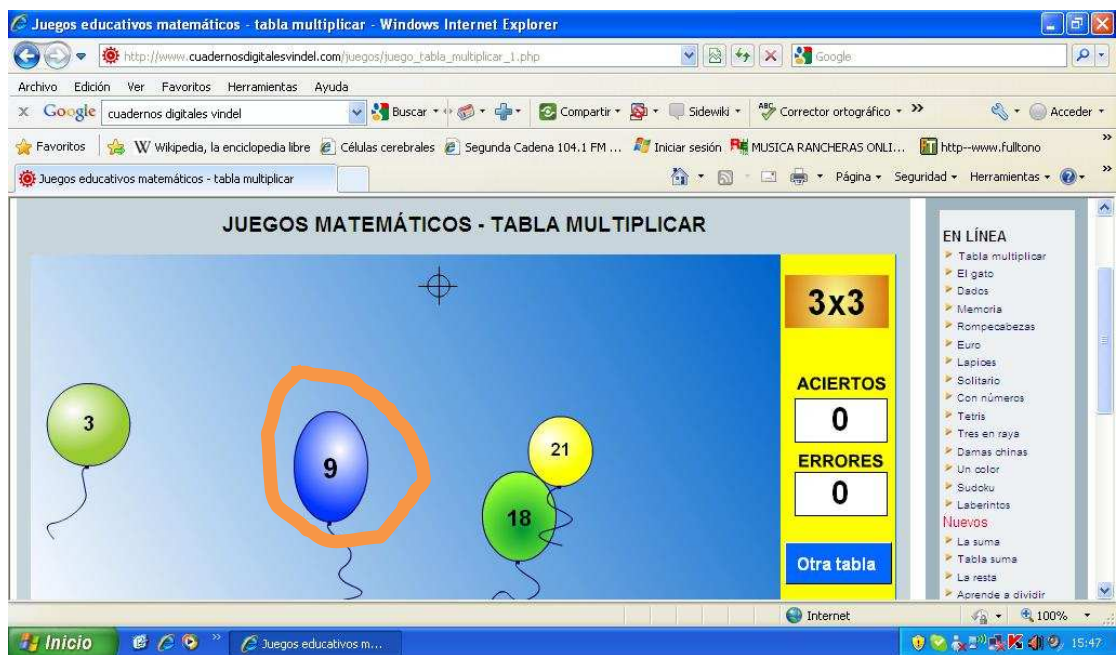 Juegos educativos matemáticos - tabla multiplicar - Windows Internet Explorer
http://www.cuadernosdigitalesvindel.com/juegos/juego_tabla_multiplicar_1.php
Google
Archivo Edición Ver Favoritos Herramientas Ayuda
x Google cuadernos digitales vindel Buscar Compartir Sidewiki Corrector ortográfico Acceder
Favoritos Wikipedia, la enciclopedia libre Células cerebrales Segunda Cadena 104.1 FM ... Iniciar sesión MUSICA RANCHERAS ONLI... http--www.fulltono
Juegos educativos matemáticos - tabla multiplicar
Página Seguridad Herramientas
JUEGOS MATEMÁTICOS - TABLA MULTIPLICAR
3x3
3
9
21
18
ACIERTOS
0
ERRORES
0
Otra tabla
EN LÍNEA
Tabla multiplicar
El gato
Dados
Memoria
Rompecabezas
Euro
Lapices
Solitario
Con números
Tetris
Tres en raya
Damas chinas
Un color
Sudoku
Laberintos
Nuevos
La suma
Tabla suma
La resta
Aprende a dividir
Internet 100%
Inicio Juegos educativos m... 15:47